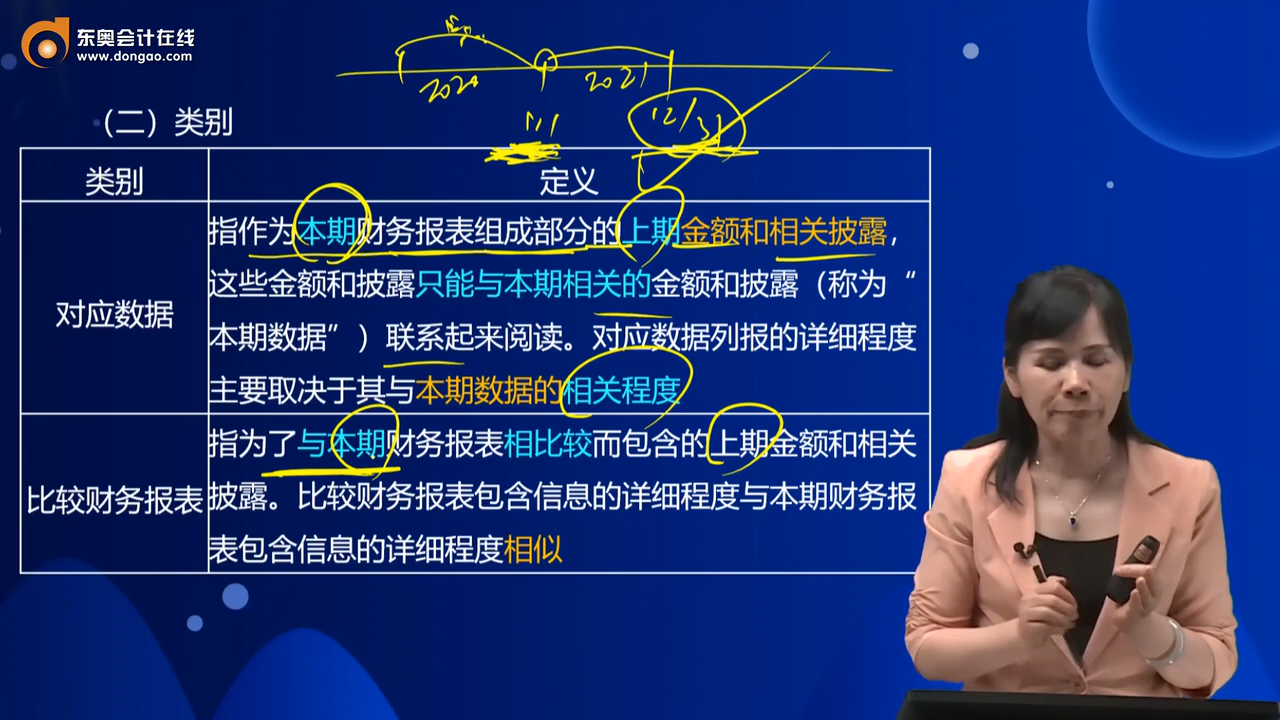 东奥会计在线
www.dongao.com
2020
2021
1/1
12/31
（二）类别
类别
定义
对应数据
指作为本期财务报表组成部分的上期金额和相关披露，
这些金额和披露只能与本期相关的金额和披露（称为“
本期数据”）联系起来阅读。对应数据列报的详细程度
主要取决于其与本期数据的相关程度
比较财务报表
指为了与本期财务报表相比较而包含的上期金额和相关
披露。比较财务报表包含信息的详细程度与本期财务报
表包含信息的详细程度相似